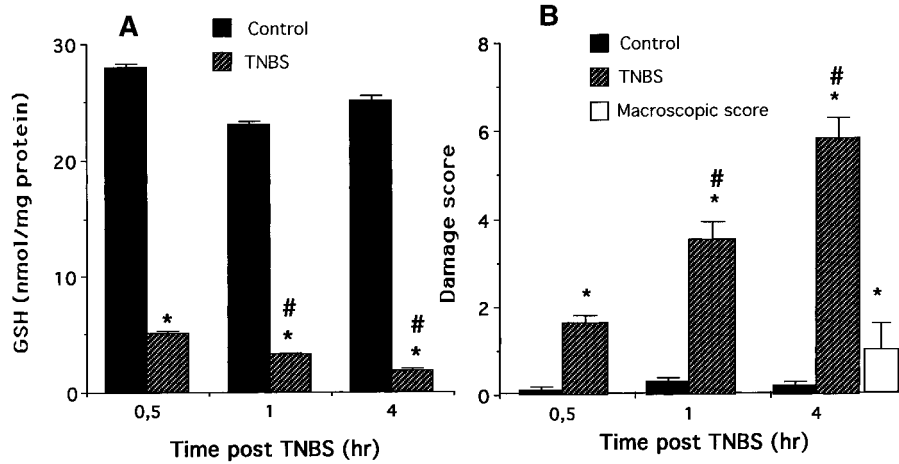 A
Control
TNBS
30
20
10
0
GSH (nmol/mg protein)
*
#
*
#
*
0,5
1
4
Time post TNBS (hr)
B
Control
TNBS
Macroscopic score
8
6
4
2
0
Damage score
*
#
*
#
*
*
0,5
1
4
Time post TNBS (hr)